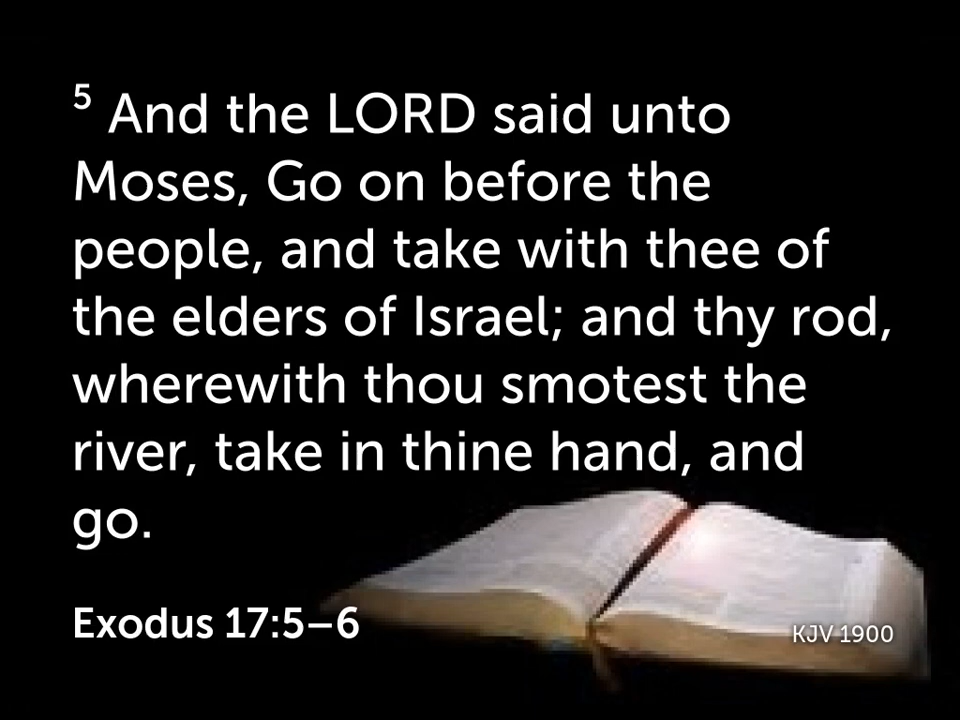 5 And the LORD said unto
Moses, Go on before the
people, and take with thee of
the elders of Israel; and thy rod,
wherewith thou smotest the
river, take in thine hand, and
go.
Exodus 17:5–6
KJV 1900